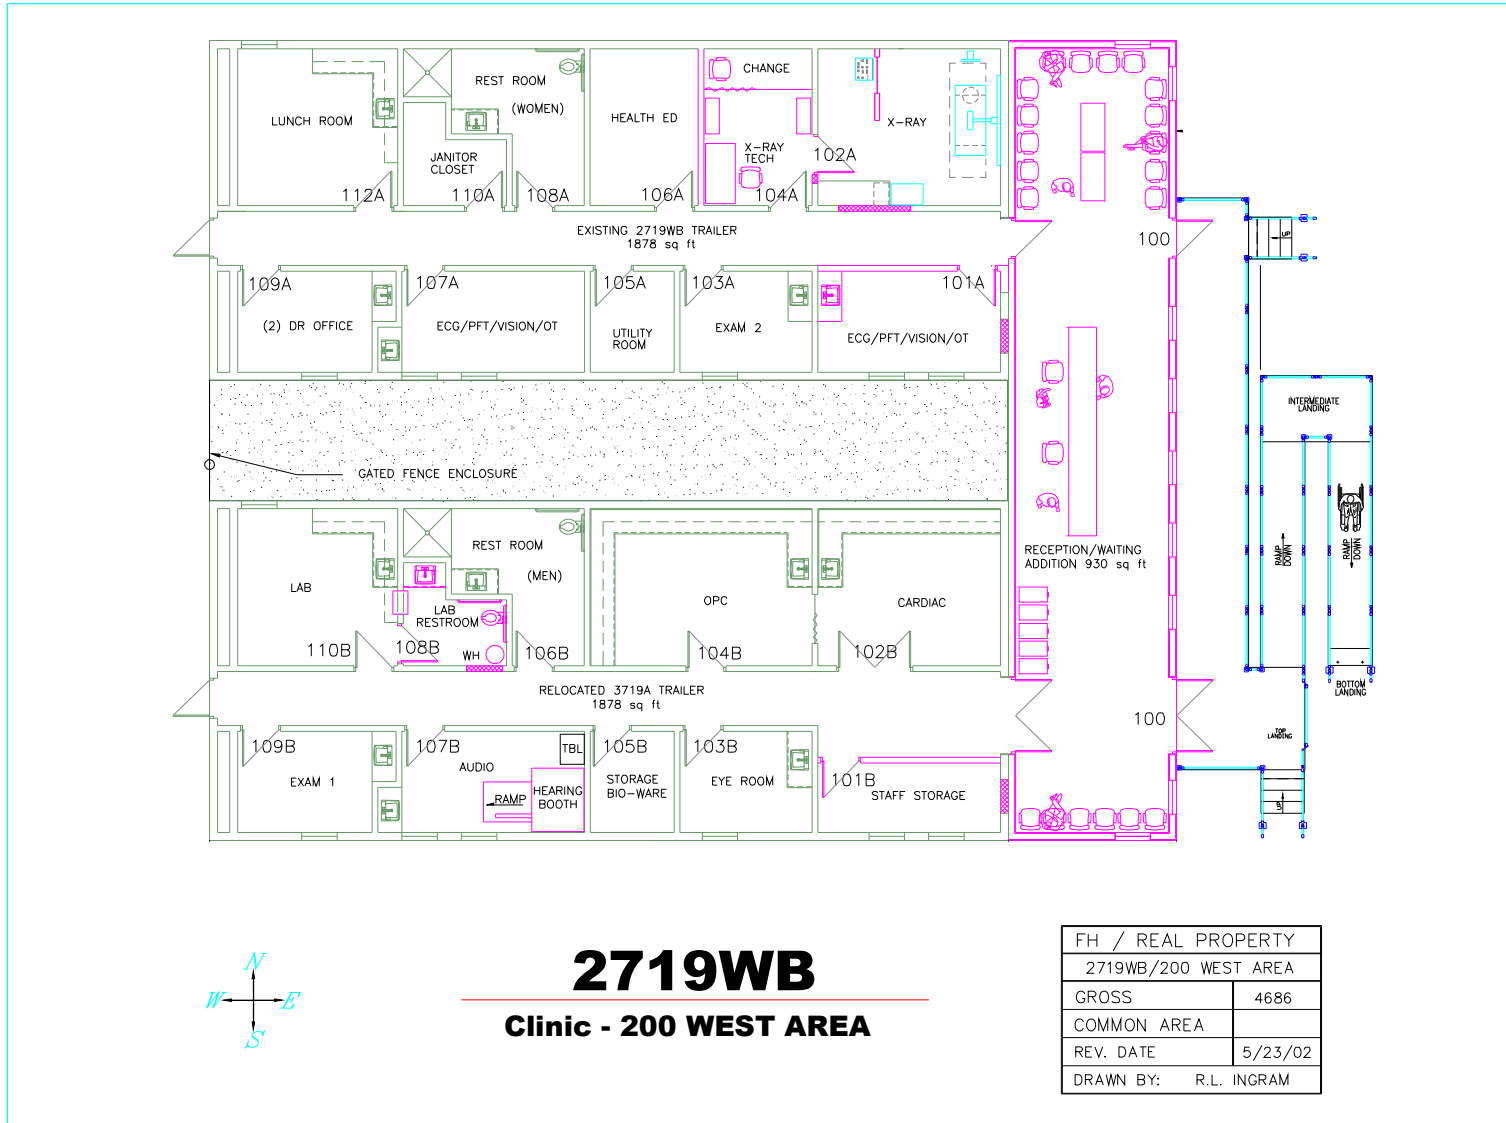 CHANGE
REST ROOM
(WOMEN)
LUNCH ROOM
HEALTH ED
X-RAY
X-RAY
TECH
JANITOR
CLOSET
102A
112A
110A
108A
106A
104A
EXISTING 2719WB TRAILER
1878 sq ft
100
UP
109A
107A
105A
103A
101A
(2) DR OFFICE
ECG/PFT/VISION/OT
UTILITY
ROOM
EXAM 2
ECG/PFT/VISION/OT
INTERMEDIATE
LANDING
GATED FENCE ENCLOSURE
REST ROOM
(MEN)
LAB
OPC
CARDIAC
RECEPTION/WAITING
ADDITION 930 sq ft
RAMP
DOWN
RAMP
DOWN
LAB
RESTROOM
WH
110B
108B
106B
104B
102B
RELOCATED 3719A TRAILER
1878 sq ft
BOTTOM
LANDING
100
TOP
LANDING
109B
107B
TBL
105B
103B
101B
EXAM 1
AUDIO
RAMP
HEARING
BOOTH
STORAGE
BIO-WARE
EYE ROOM
STAFF STORAGE
UP
N
W
E
S
2719WB
Clinic - 200 WEST AREA
FH / REAL PROPERTY
2719WB/200 WEST AREA
GROSS 4686
COMMON AREA
REV. DATE 5/23/02
DRAWN BY: R.L. INGRAM